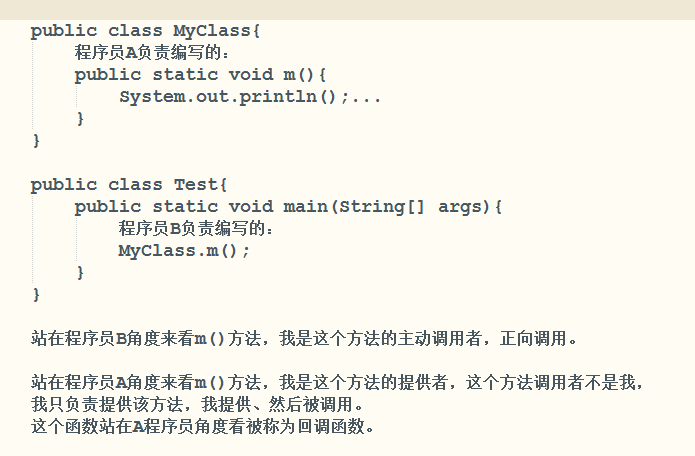 public class MyClass{
程序员A负责编写的:
public static void m(){
System.out.println();...
}
}
public class Test{
public static void main(String[] args){
程序员B负责编写的:
MyClass.m();
}
}
站在程序员B角度来看m()方法，我是这个方法的主动调用者，正向调用。
站在程序员A角度来看m()方法，我是这个方法的提供者，这个方法调用者不是我，
我只负责提供该方法，我提供、然后被调用。
这个函数站在A程序员角度看被称为回调函数。